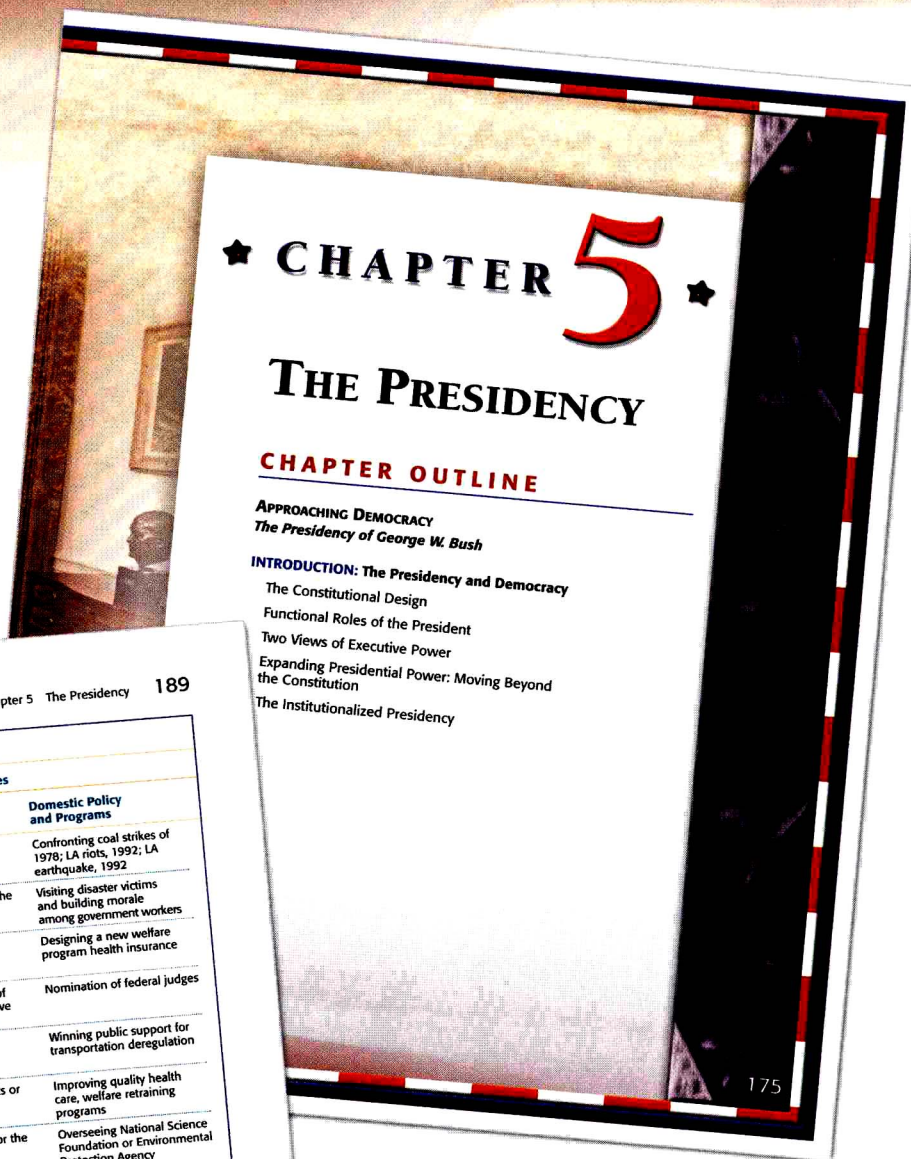 CHAPTER 5
THE PRESIDENCY
CHAPTER OUTLINE
APPROACHING DEMOCRACY
The Presidency of George W. Bush
INTRODUCTION: The Presidency and Democracy
The Constitutional Design
Functional Roles of the President
Two Views of Executive Power
Expanding Presidential Power: Moving Beyond
the Constitution
The Institutionalized Presidency
175
5 The Presidency 189
Domestic Policy
and Programs
Confronting coal strikes of
1978; LA riots, 1992; LA
earthquake, 1992
Visiting disaster victims
and building morale
among government workers
Designing a new welfare
program health insurance
Nomination of federal judges
Winning public support for
transportation deregulation
or
Improving quality health
care, welfare retraining
programs
or the
Overseeing National Science
Foundation or Environmental
Protection Agency